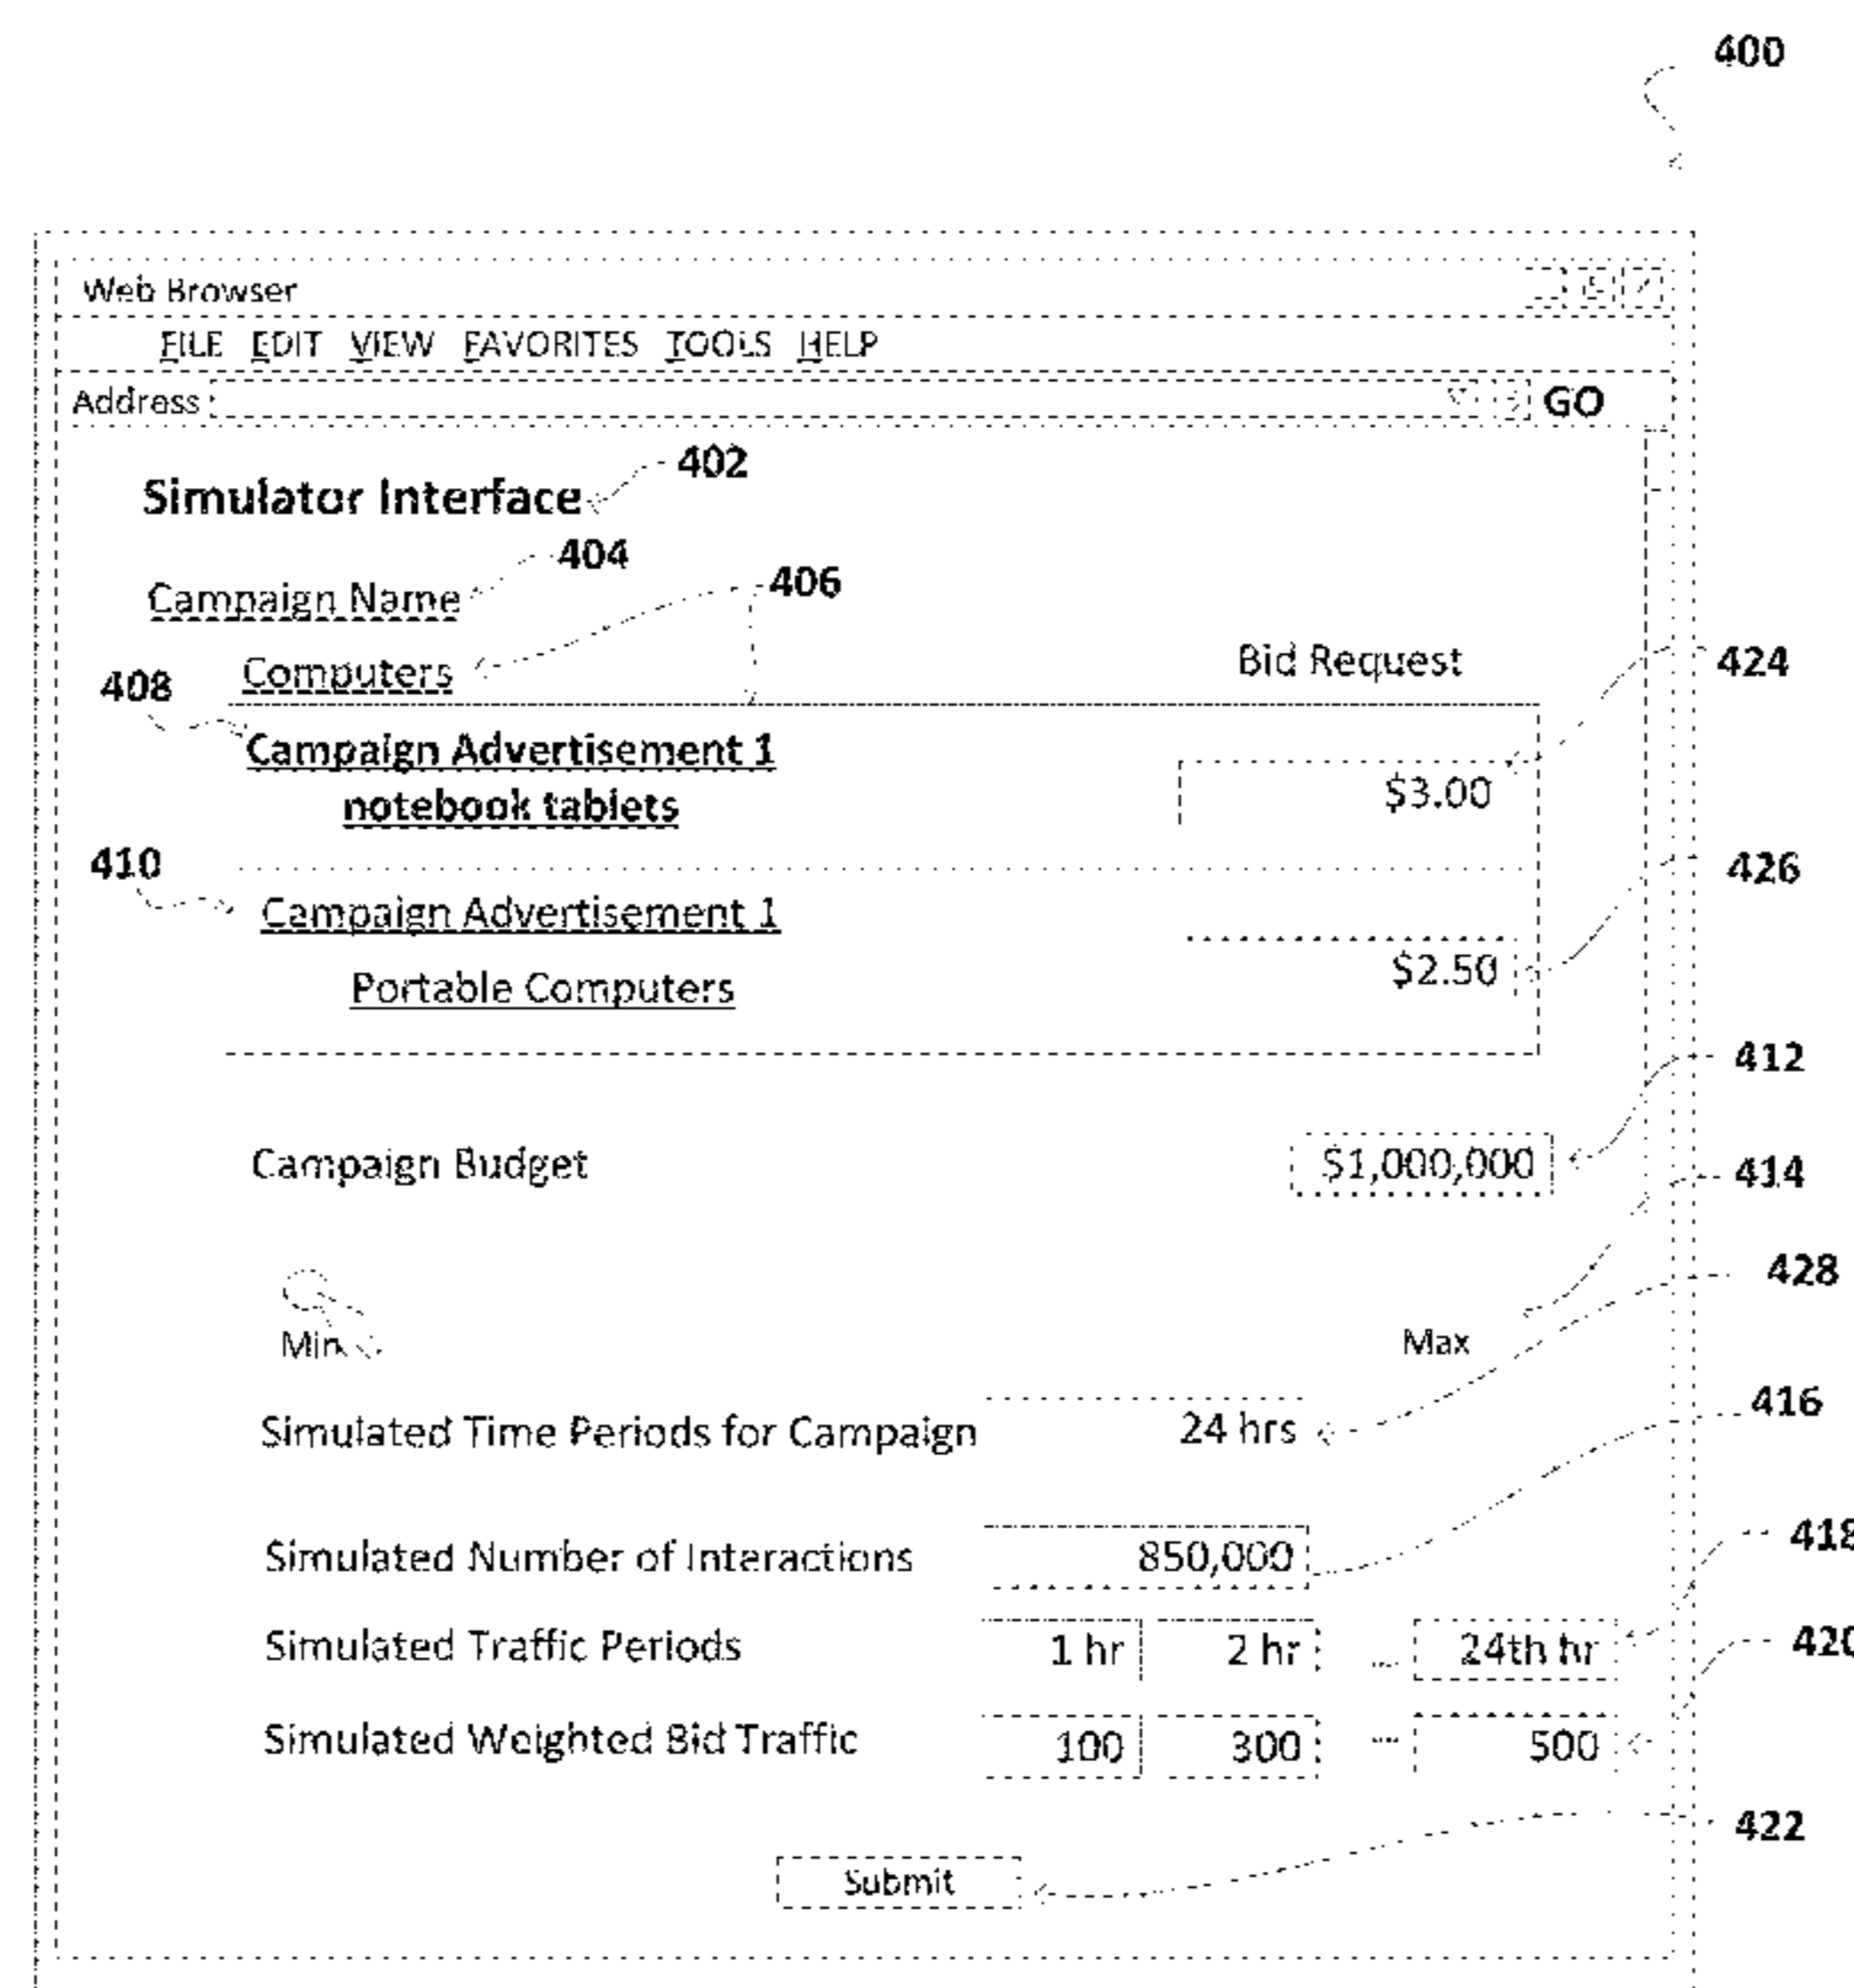 400
Web Browser
FILE EDIT VIEW FAVORITES TOOLS HELP
Address GO
402
Simulator Interface
404
Campaign Name
406
Computers Bid Request 424
408
Campaign Advertisement 1
notebook tablets $3.00
410 426
Campaign Advertisement 1
$2.50
Portable Computers
412
Campaign Budget $1,000,000
414
428
Min Max
416
Simulated Time Periods for Campaign 24 hrs
418
Simulated Number of Interactions 850,000
Simulated Traffic Periods 1 hr 2 hr ... 24th hr 420
Simulated Weighted Bid Traffic 100 300 ... 500
422
Submit